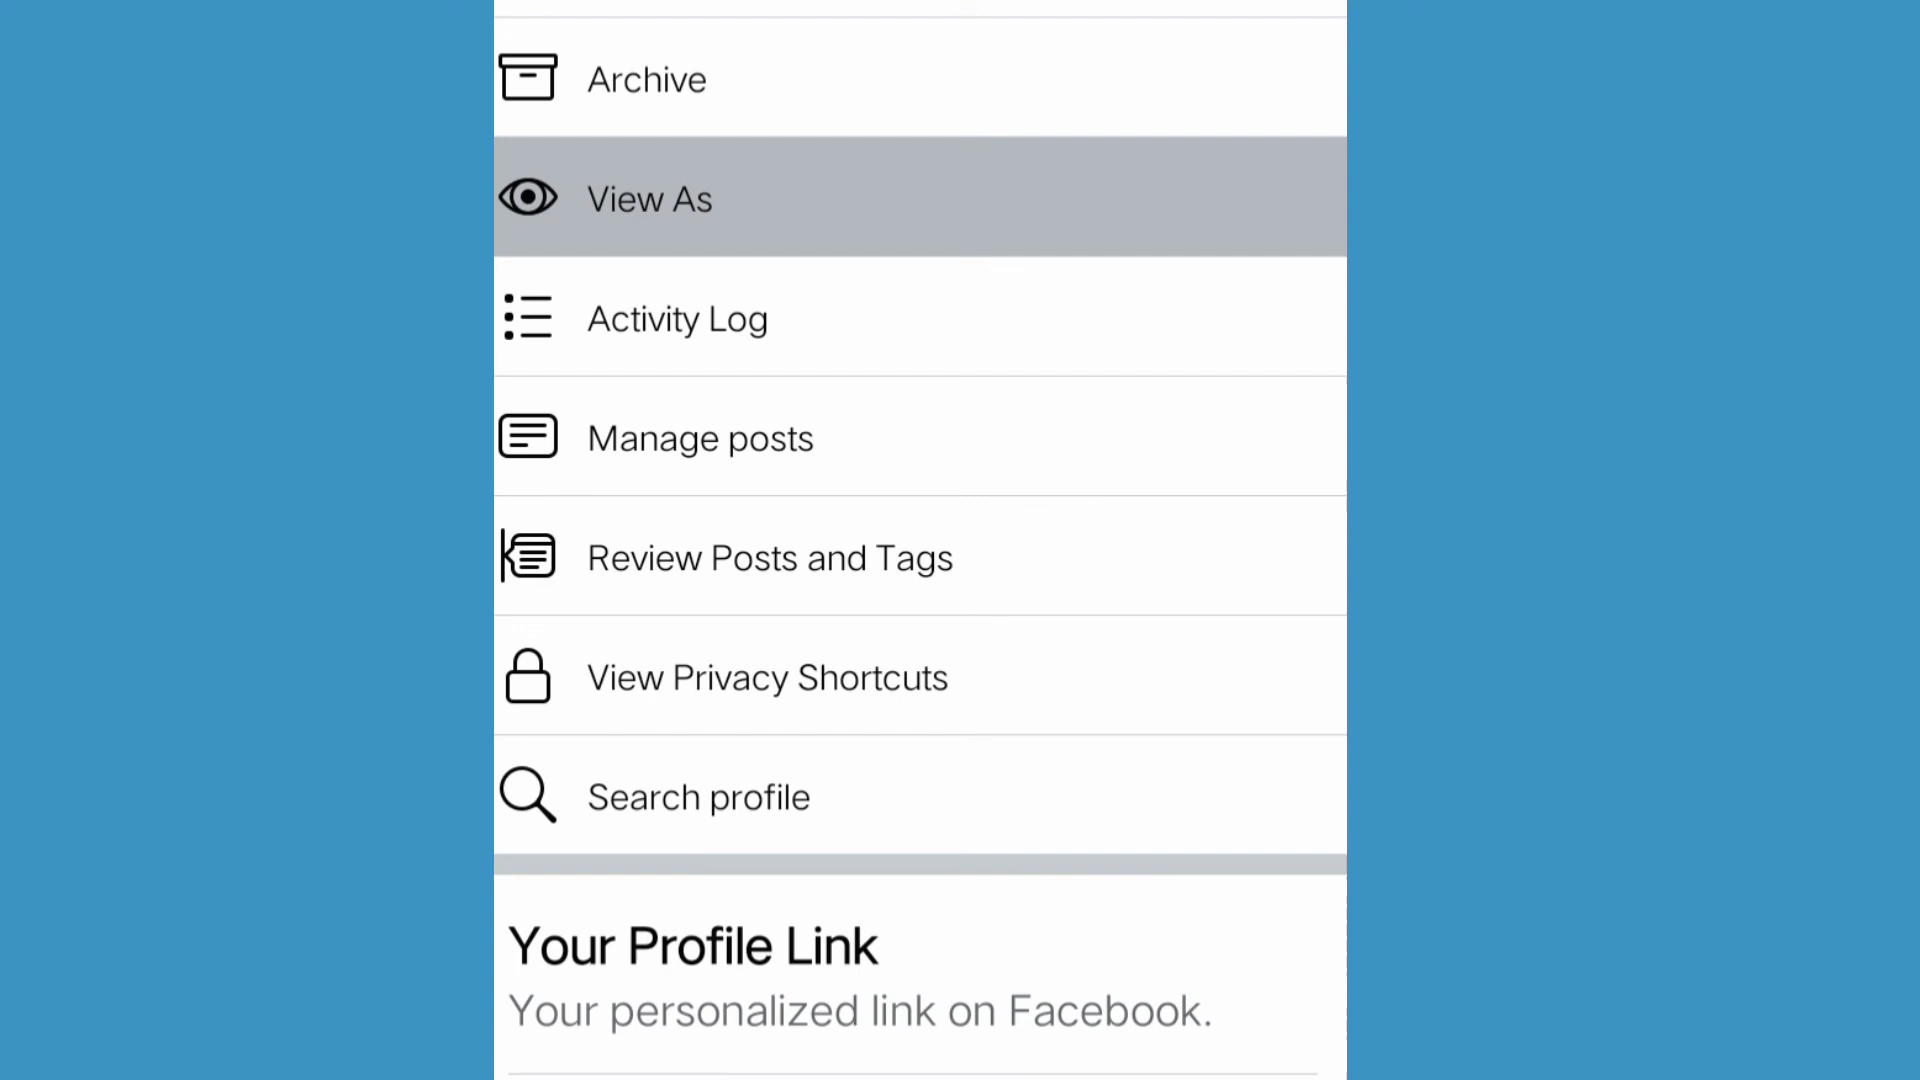 Archive
View As
Activity Log
Manage posts
Review Posts and Tags
View Privacy Shortcuts
Search profile
Your Profile Link
Your personalized link on Facebook.